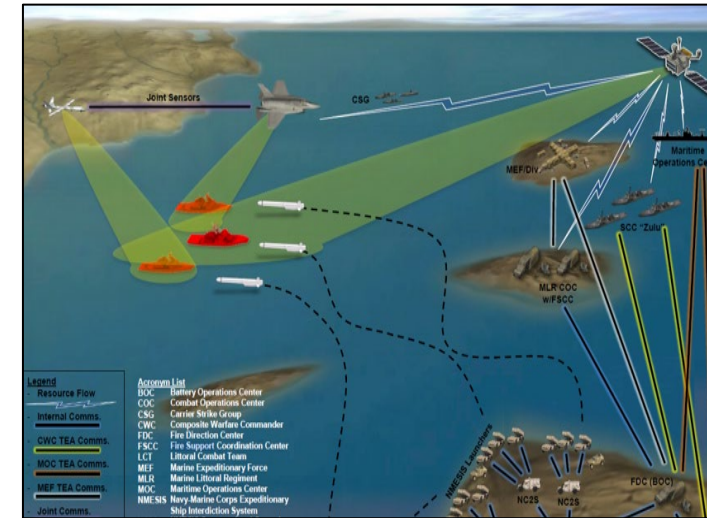 Joint Sensors
CSG
Maritime
Operations Ce
MEF/Div.
SCC "Zulu"
MLR COC
w/FSCC
Legend
- Resource Flow
- Internal Comms.
- CWC TEA Comms.
- MOC TEA Comms.
- MEF TEA Comms.
- Joint Comms.
Acronym List
BOC Battery Operations Center
COC Combat Operations Center
CSG Carrier Strike Group
CWC Composite Warfare Commander
FDC Fire Direction Center
FSCC Fire Support Coordination Center
LCT Littoral Combat Team
MEF Marine Expeditionary Force
MLR Marine Littoral Regiment
MOC Maritime Operations Center
NMESIS Navy-Marine Corps Expeditionary
Ship Interdiction System
NMESIS Launchers
NC2S
NC2S
FDC (BOC)